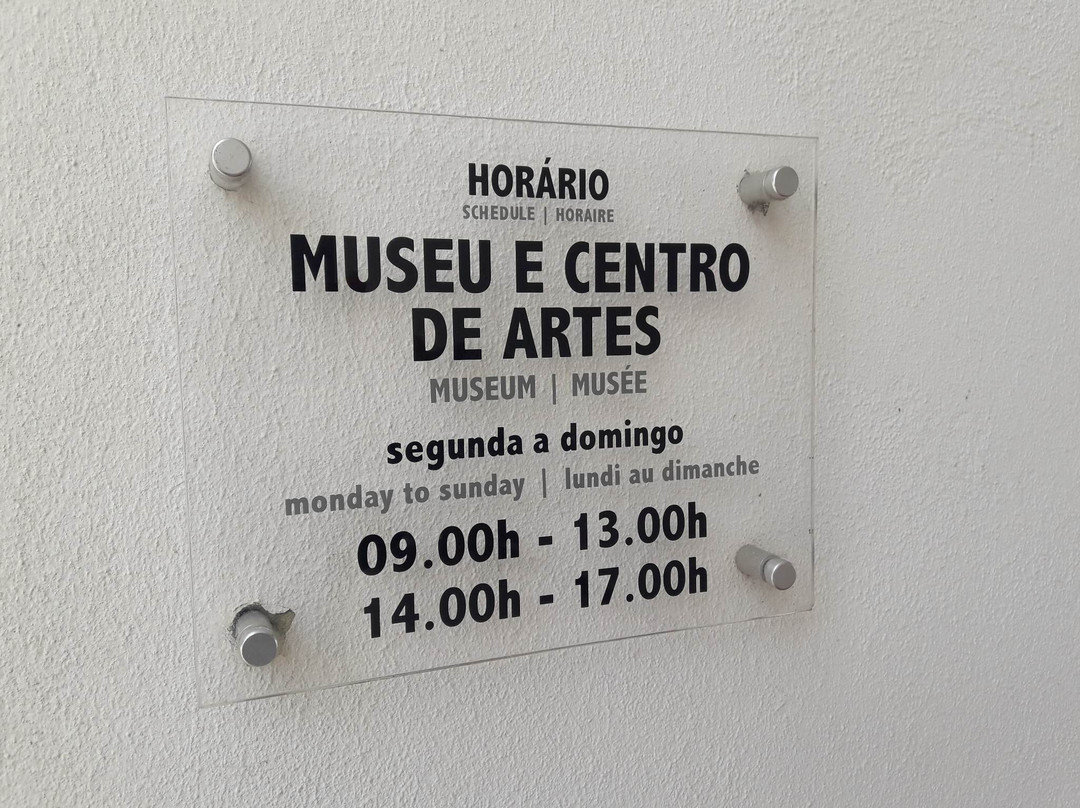 HORÁRIO
SCHEDULE | HORAIRE
MUSEU E CENTRO
DE ARTES
MUSEUM | MUSÉE
segunda a domingo
monday to sunday | lundi au dimanche
09.00h - 13.00h
14.00h - 17.00h